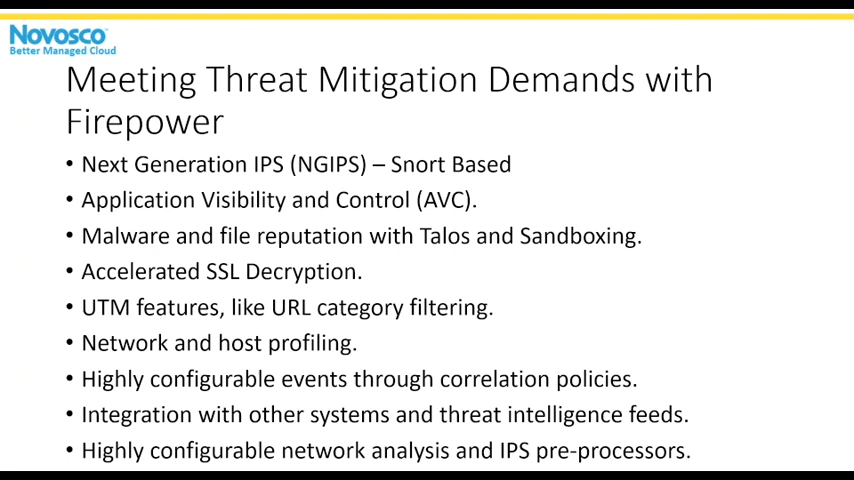 Novosco
Better Managed Cloud
Meeting Threat Mitigation Demands with
Firepower
• Next Generation IPS (NGIPS) – Snort Based
• Application Visibility and Control (AVC).
• Malware and file reputation with Talos and Sandboxing.
• Accelerated SSL Decryption.
• UTM features, like URL category filtering.
• Network and host profiling.
• Highly configurable events through correlation policies.
• Integration with other systems and threat intelligence feeds.
• Highly configurable network analysis and IPS pre-processors.